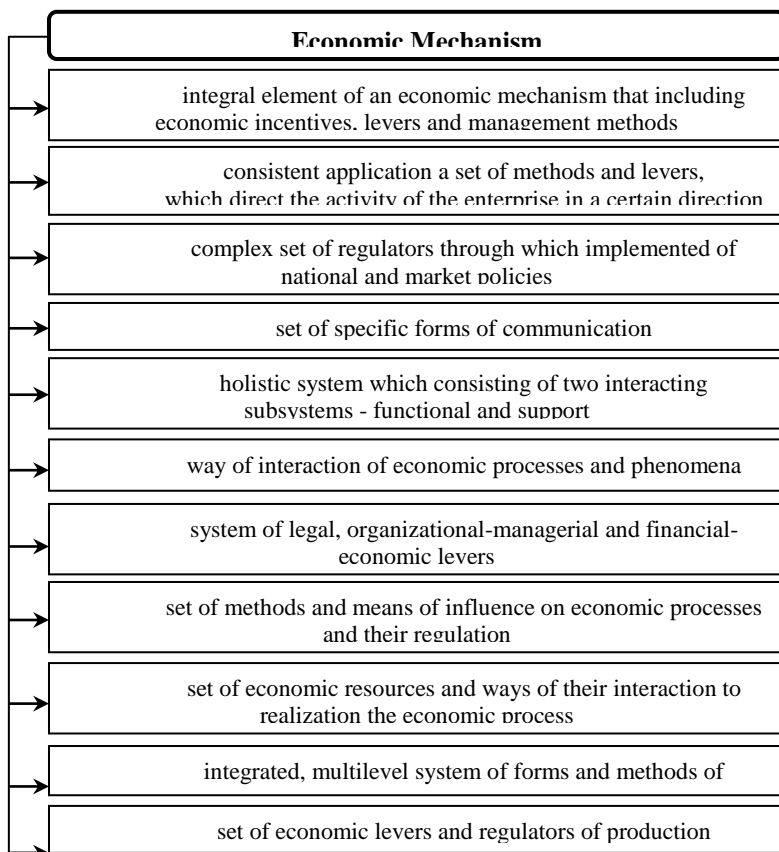 Economic Mechanism
integral element of an economic mechanism that including
economic incentives, levers and management methods
consistent application a set of methods and levers,
which direct the activity of the enterprise in a certain direction
complex set of regulators through which implemented of
national and market policies
set of specific forms of communication
holistic system which consisting of two interacting
subsystems - functional and support
way of interaction of economic processes and phenomena
system of legal, organizational-managerial and financial-
economic levers
set of methods and means of influence on economic processes
and their regulation
set of economic resources and ways of their interaction to
realization the economic process
integrated, multilevel system of forms and methods of
set of economic levers and regulators of production